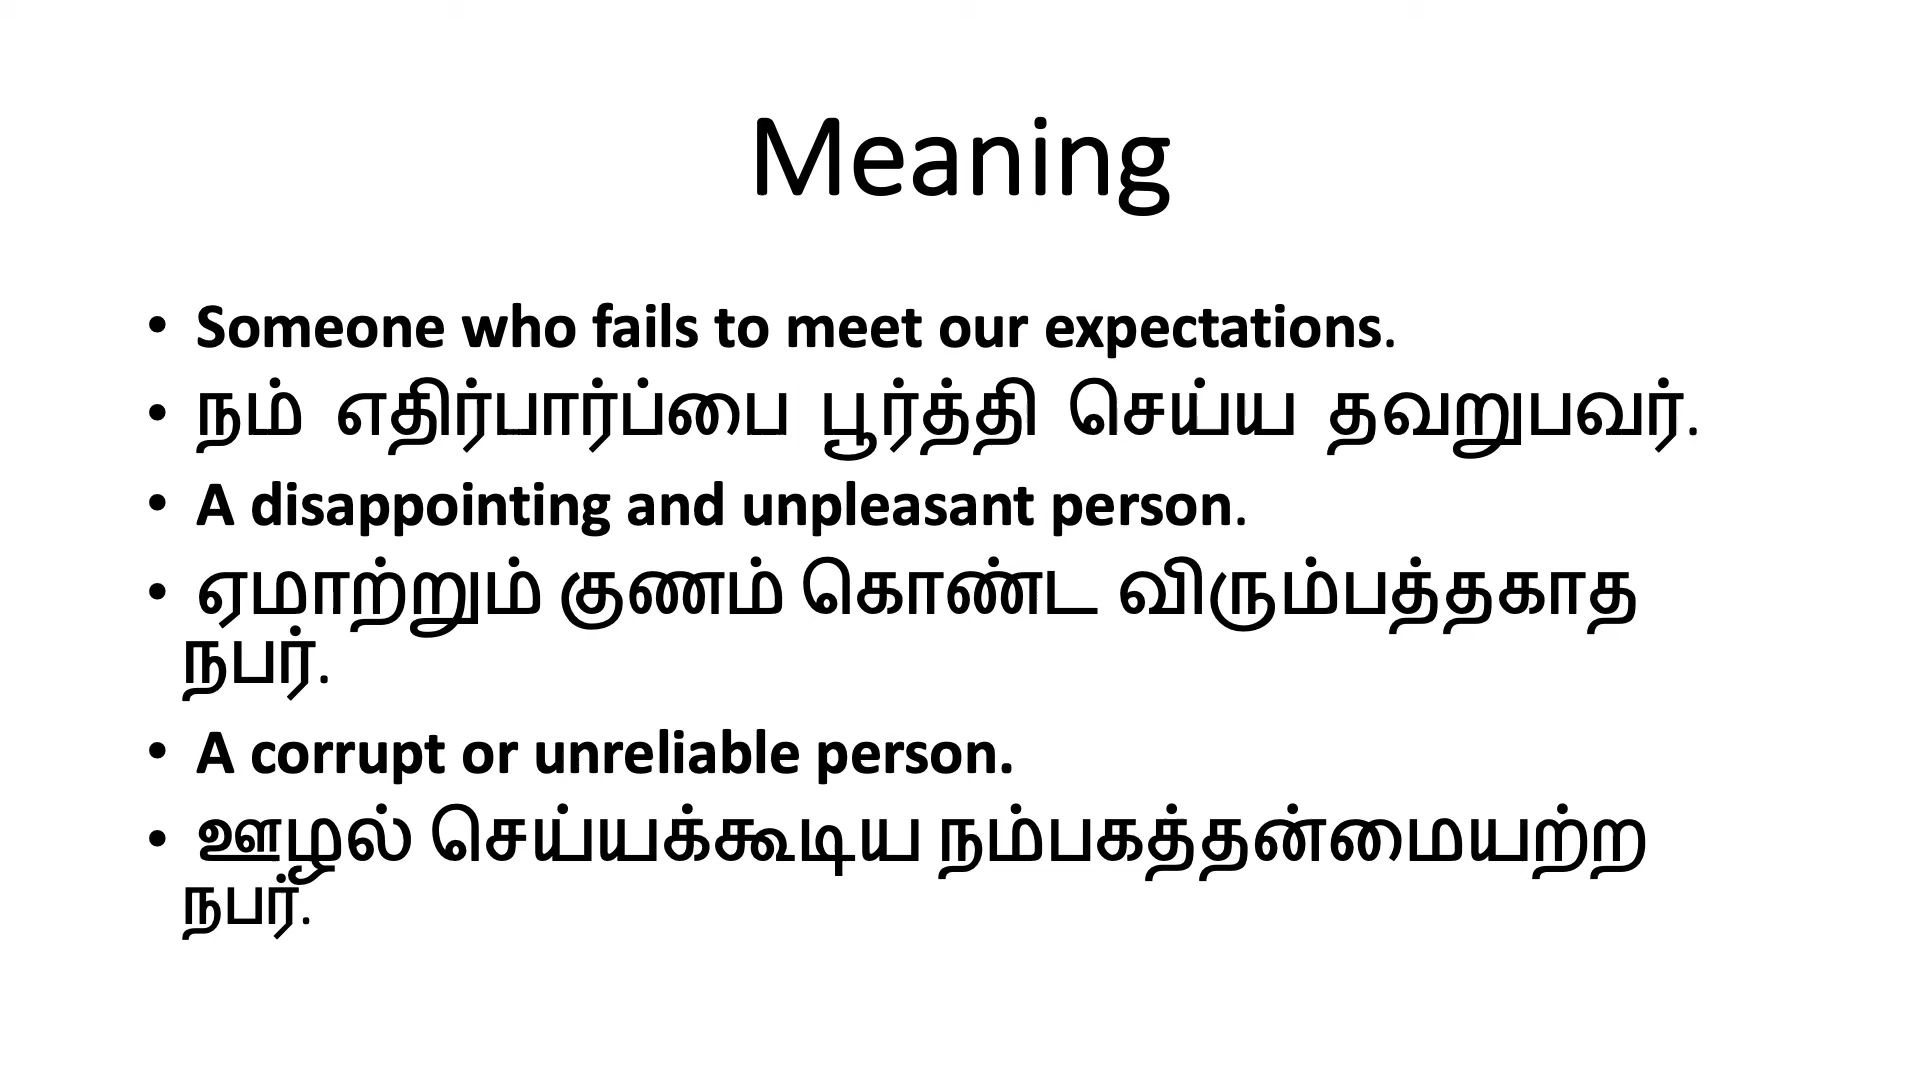 Meaning
• Someone who fails to meet our expectations.
• நம் எதிர்பார்ப்பை பூர்த்தி செய்ய தவறுபவர்.
• A disappointing and unpleasant person.
• ஏமாற்றும் குணம் கொண்ட விரும்பத்தகாத
நபர்.
• A corrupt or unreliable person.
• ஊழல் செய்யக்கூடிய நம்பகத்தன்மையற்ற
நபர்.